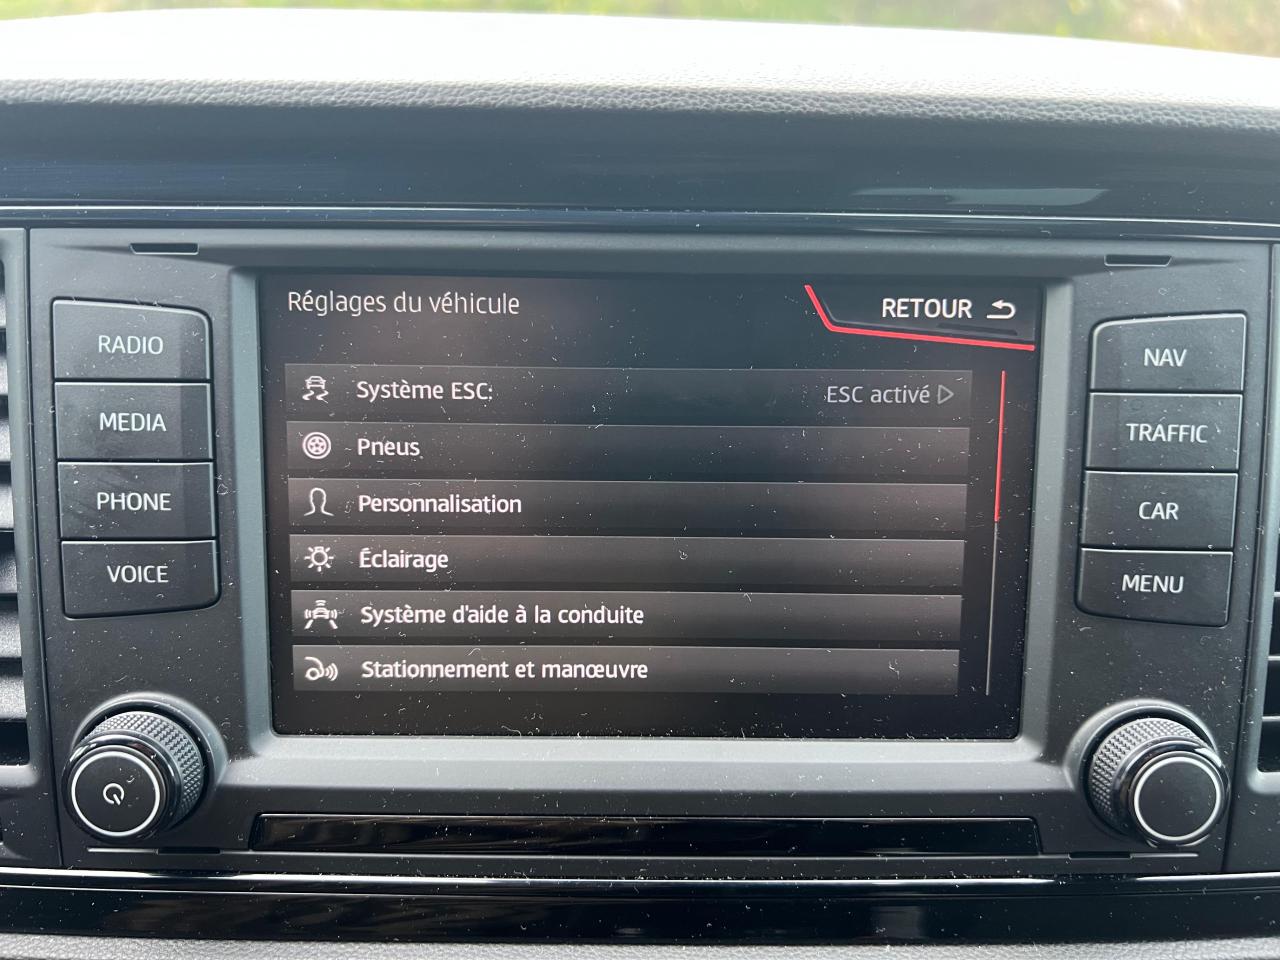 Réglages du véhicule
RETOUR
Système ESC:
ESC activé
Pneus
Personnalisation
Éclairage
Système d'aide à la conduite
Stationnement et manœuvre
RADIO
MEDIA
PHONE
VOICE
NAV
TRAFFIC
CAR
MENU